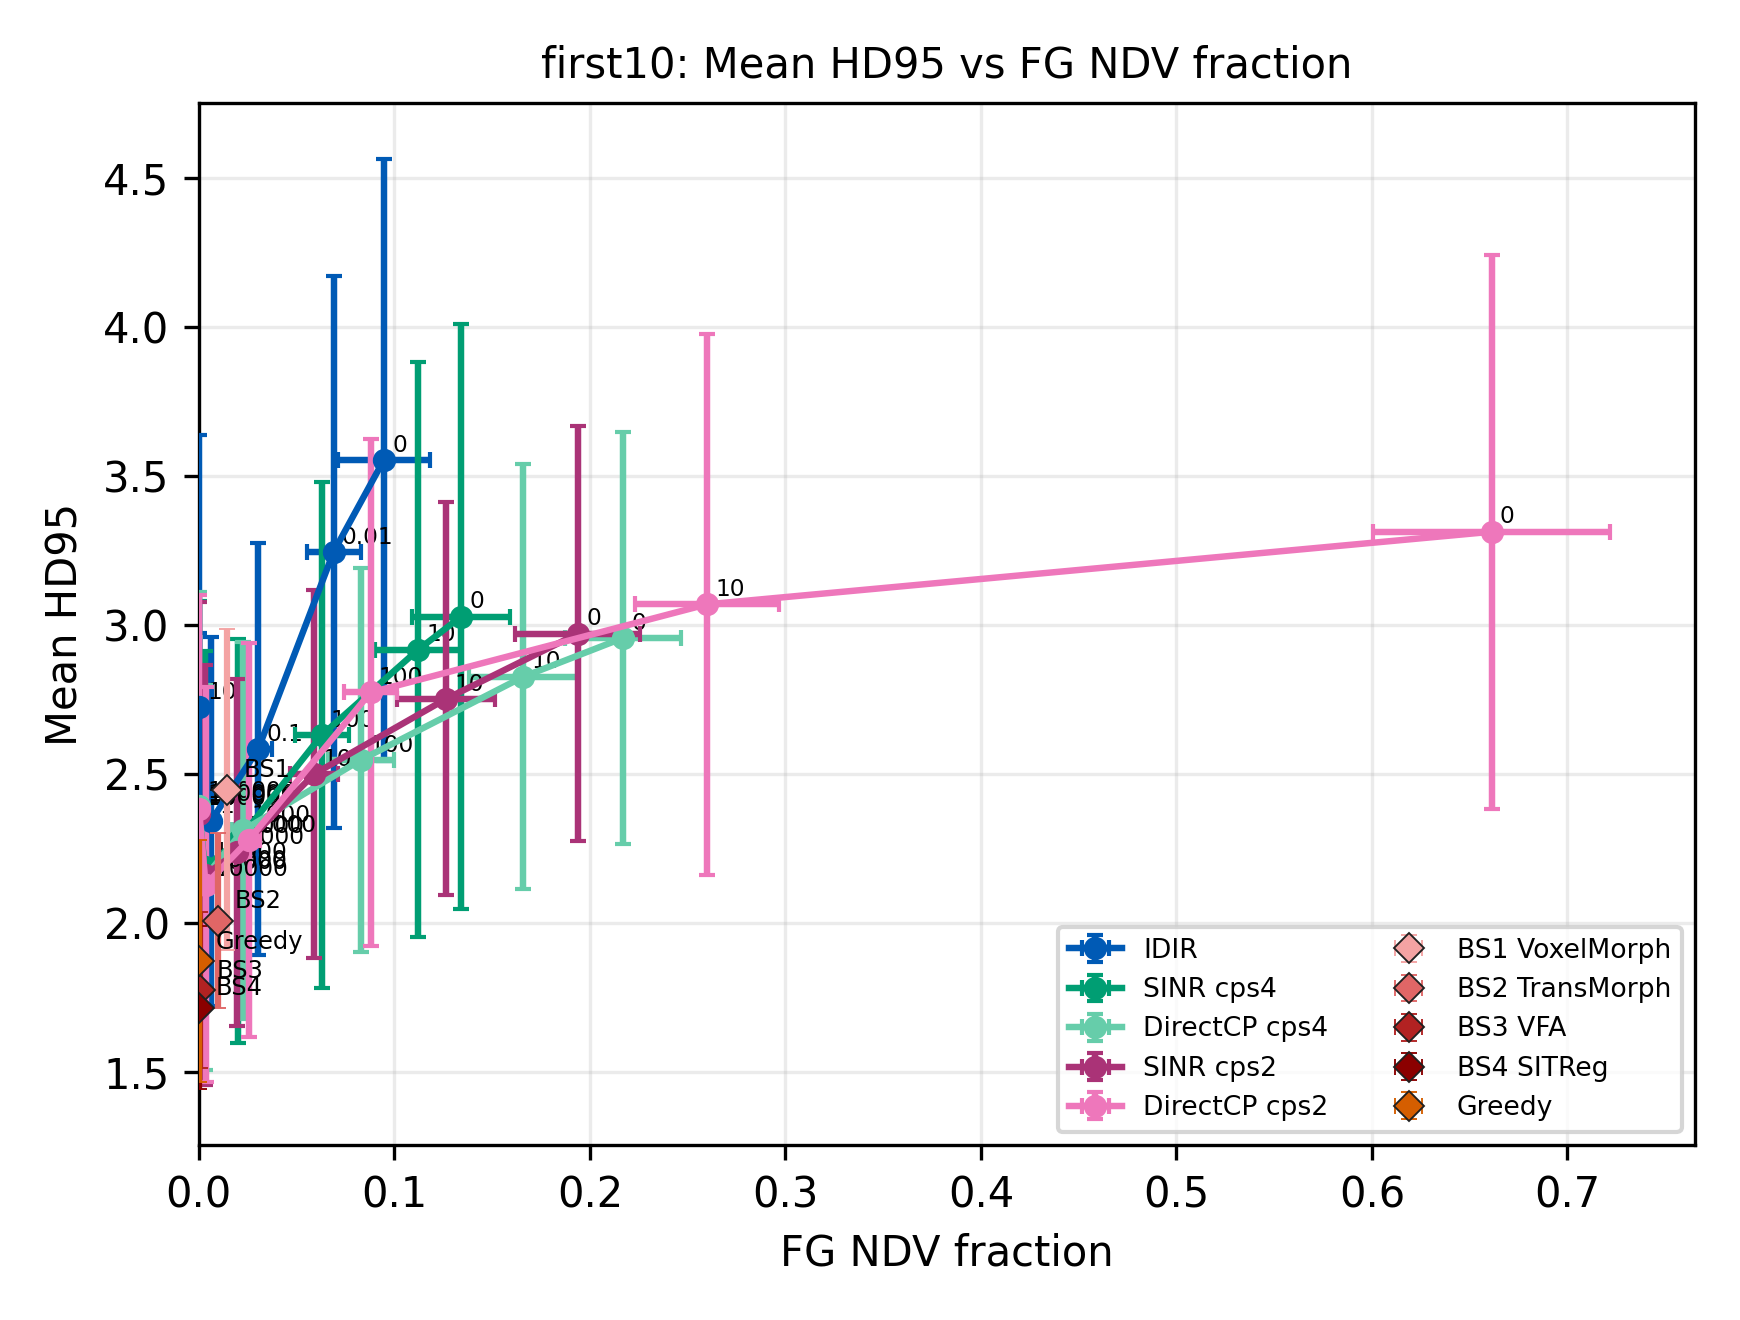 first10: Mean HD95 vs FG NDV fraction
Mean HD95
4.5
4.0
3.5
3.0
2.5
2.0
1.5
0
0.01
0
0
10
0
0
10
10
100
10
10
100
0.1
10
100
BS1
BS2
Greedy
BS3
BS4
IDIR
SINR cps4
DirectCP cps4
SINR cps2
DirectCP cps2
BS1 VoxelMorph
BS2 TransMorph
BS3 VFA
BS4 SITReg
Greedy
0.0 0.1 0.2 0.3 0.4 0.5 0.6 0.7
FG NDV fraction